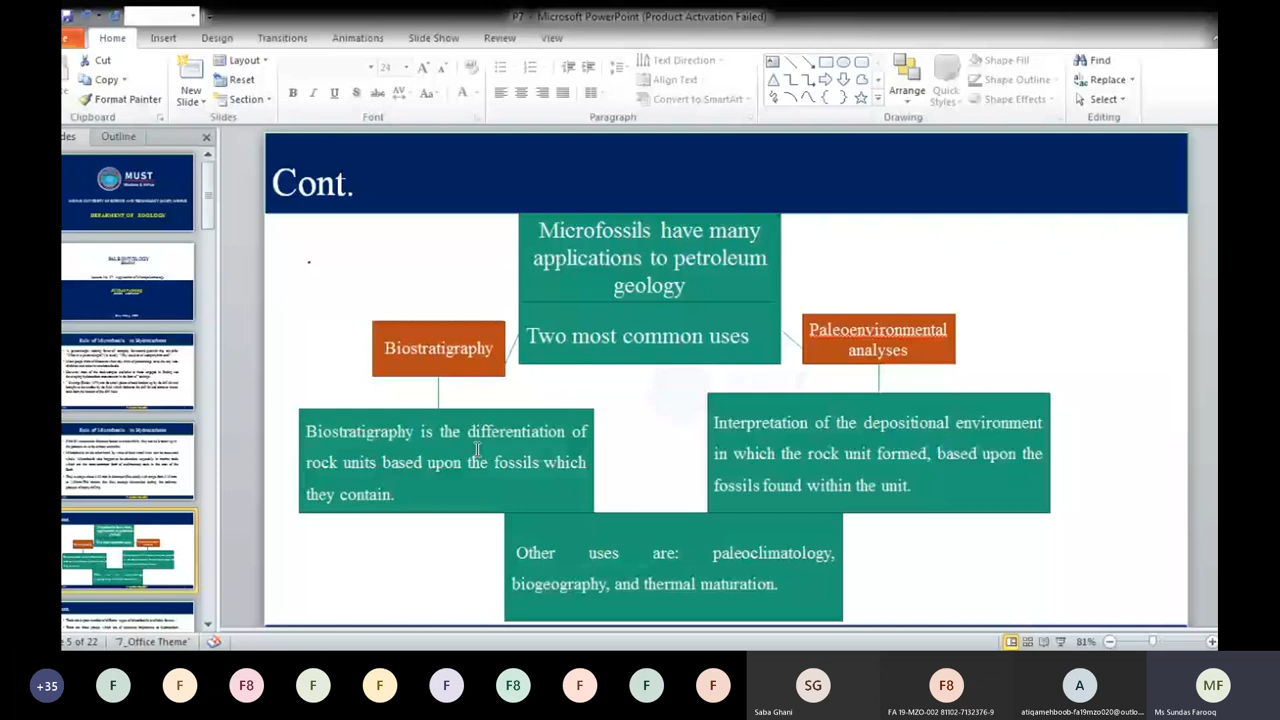 P7 - Microsoft PowerPoint (Product Activation Failed)
Home Insert Design Transitions Animations Slide Show Review View
Cut
Copy
Format Painter
Clipboard
New Slide
Layout
Reset
Section
Slides
24
B I U S abc AV Aa A
Font
Text Direction
Align Text
Convert to SmartArt
Paragraph
Arrange
Quick Styles
Shape Fill
Shape Outline
Shape Effects
Drawing
Find
Replace
Select
Editing
Outline
MUST
DEPARMENT OF ZOOLOGY
Cont.
Microfossils have many
applications to petroleum
geology
Two most common uses
Biostratigraphy
Paleoenvironmental
analyses
Biostratigraphy is the differentiation of
rock units based upon the fossils which
they contain.
Interpretation of the depositional environment
in which the rock unit formed, based upon the
fossils found within the unit.
Other uses are: paleoclimatology,
biogeography, and thermal maturation.
5 of 22
"7_Office Theme"
81%
+35 F F F8 F F F F8 F F F SG F8 A MF
Saba Ghani
FA 19-MZO-002 81102-7132376-9
atiqamehboob-fa19mzo020@outlo...
Ms Sundas Farooq